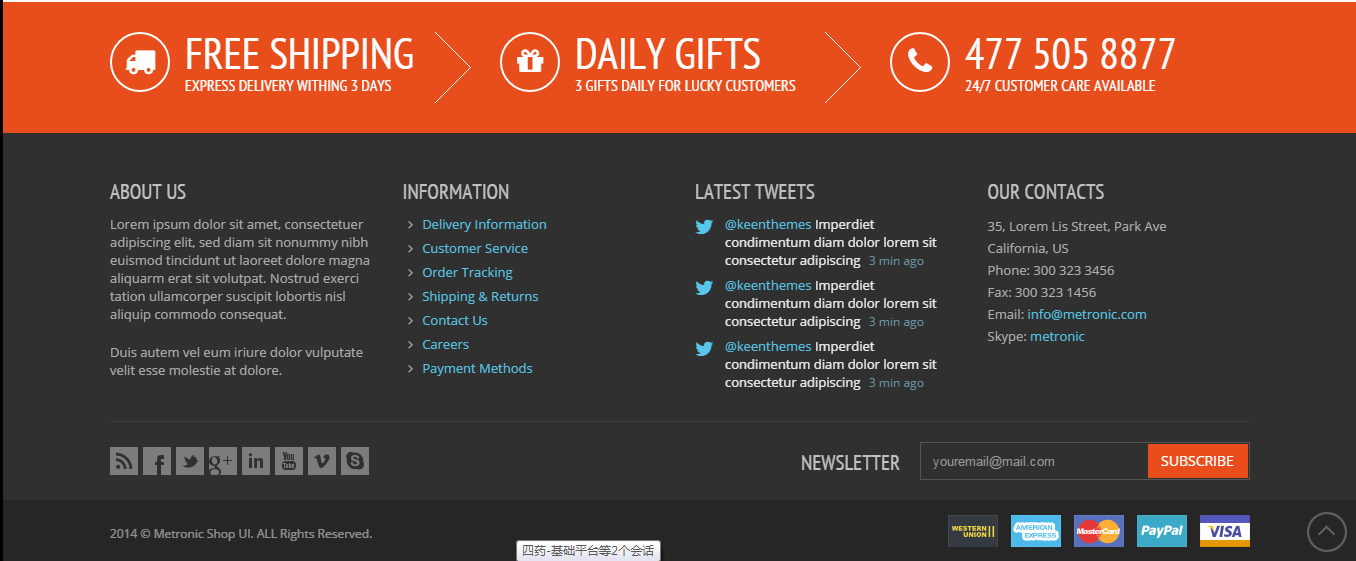 FREE SHIPPING
EXPRESS DELIVERY WITHING 3 DAYS
DAILY GIFTS
3 GIFTS DAILY FOR LUCKY CUSTOMERS
477 505 8877
24/7 CUSTOMER CARE AVAILABLE
ABOUT US
Lorem ipsum dolor sit amet, consectetuer
adipiscing elit, sed diam sit nonummy nibh
euismod tincidunt ut laoreet dolore magna
aliquarm erat sit volutpat. Nostrud exerci
tation ullamcorper suscipit lobortis nisl
aliquip commodo consequat.
Duis autem vel eum iriure dolor vulputate
velit esse molestie at dolore.
INFORMATION
Delivery Information
Customer Service
Order Tracking
Shipping & Returns
Contact Us
Careers
Payment Methods
LATEST TWEETS
@keenthemes Imperdiet
condimentum diam dolor lorem sit
consectetur adipiscing 3 min ago
@keenthemes Imperdiet
condimentum diam dolor lorem sit
consectetur adipiscing 3 min ago
@keenthemes Imperdiet
condimentum diam dolor lorem sit
consectetur adipiscing 3 min ago
OUR CONTACTS
35, Lorem Lis Street, Park Ave
California, US
Phone: 300 323 3456
Fax: 300 323 1456
Email: info@metronic.com
Skype: metronic
g+
in
You
Tube
NEWSLETTER
youremail@mail.com
SUBSCRIBE
2014 © Metronic Shop UI. ALL Rights Reserved.
WESTERN
UNION
AMERICAN
EXPRESS
MasterCard
PayPal
VISA
四药-基础平台等2个会话